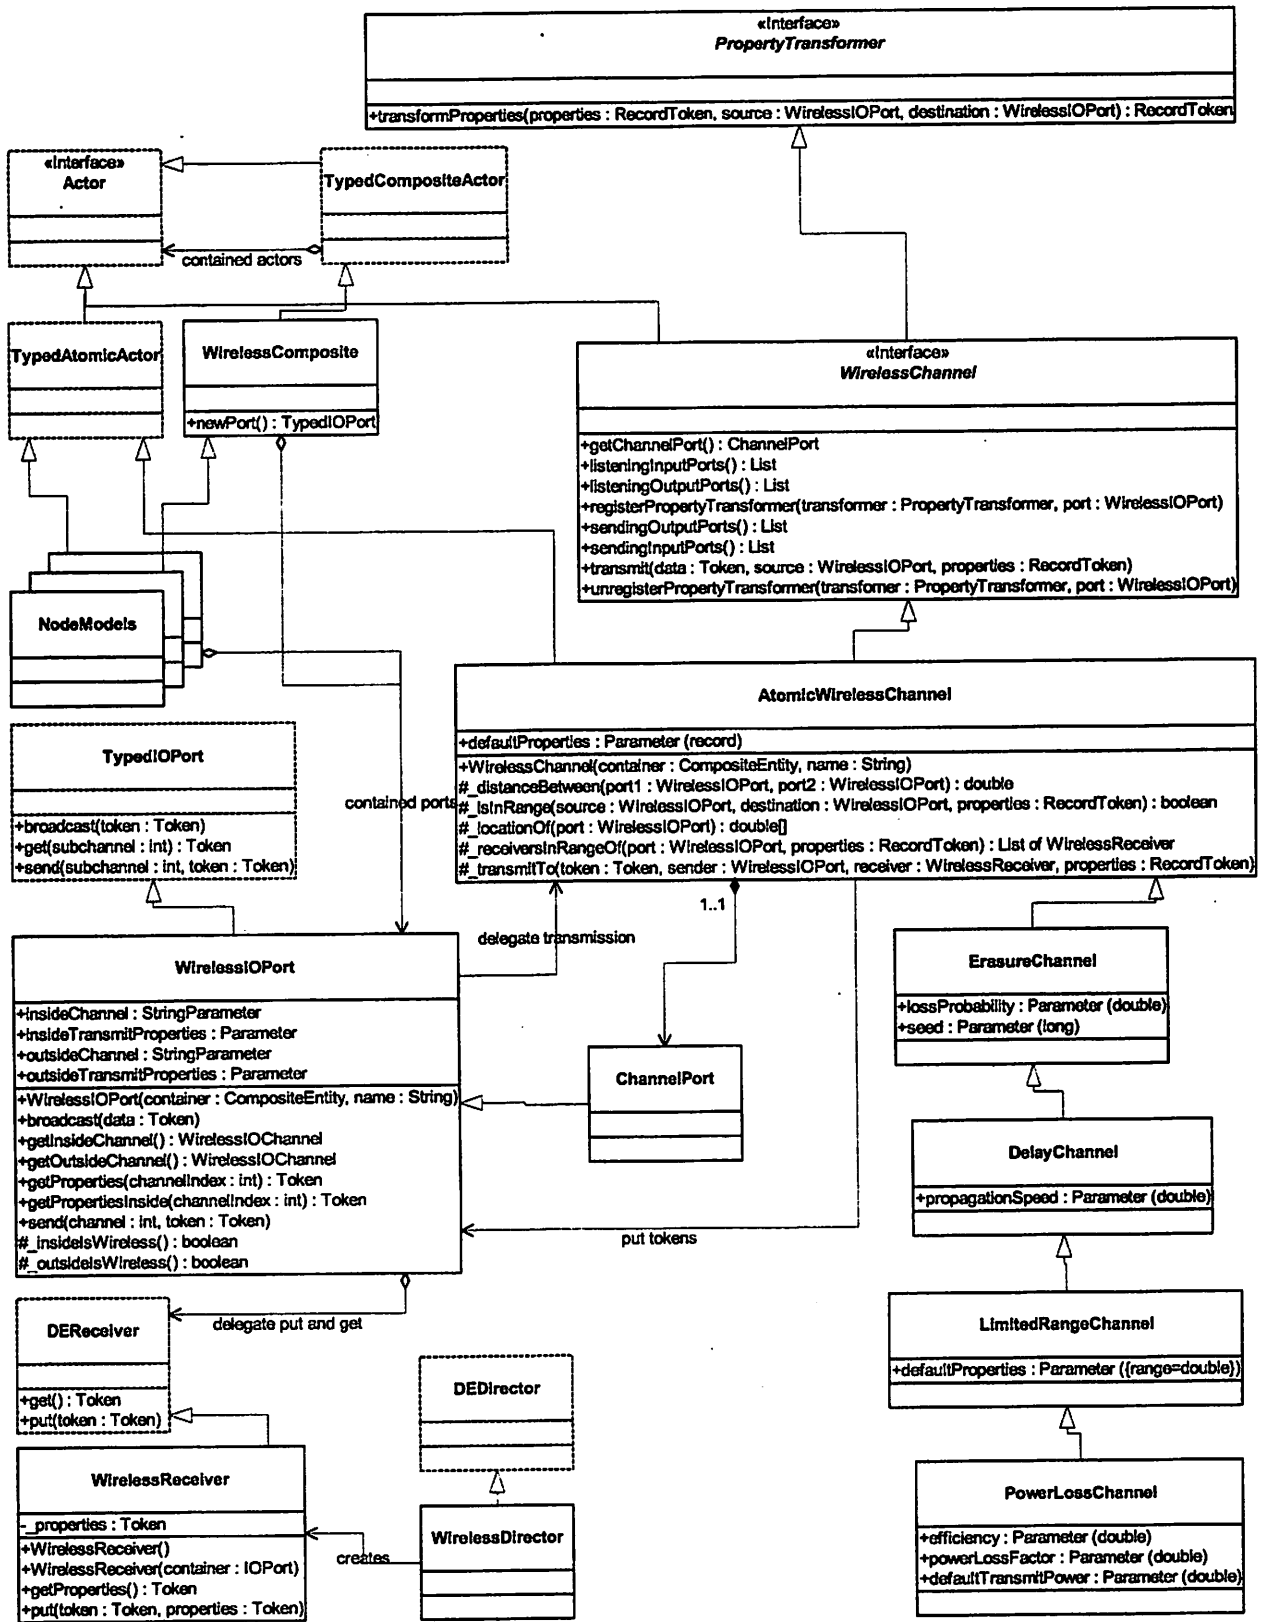 «Interface»
PropertyTransformer
+transformProperties(properties : RecordToken, source : WirelessIOPort, destination : WirelessIOPort) : RecordToken
«Interface»
Actor
TypedCompositeActor
contained actors
TypedAtomicActor
WirelessComposite
+newPort() : TypedIOPort
«Interface»
WirelessChannel
+getChannelPort() : ChannelPort
+listeningInputPorts() : List
+listeningOutputPorts() : List
+registerPropertyTransformer(transformer : PropertyTransformer, port : WirelessIOPort)
+sendingOutputPorts() : List
+sendingInputPorts() : List
+transmit(data : Token, source : WirelessIOPort, properties : RecordToken)
+unregisterPropertyTransformer(transfomer : PropertyTransformer, port : WirelessIOPort)
NodeModels
AtomicWirelessChannel
+defaultProperties : Parameter (record)
+WirelessChannel(container : CompositeEntity, name : String)
#_distanceBetween(port1 : WirelessIOPort, port2 : WirelessIOPort) : double
#_isInRange(source : WirelessIOPort, destination : WirelessIOPort, properties : RecordToken) : boolean
#_locationOf(port : WirelessIOPort) : double[]
#_receiversInRangeOf(port : WirelessIOPort, properties : RecordToken) : List of WirelessReceiver
#_transmitTo(token : Token, sender : WirelessIOPort, receiver : WirelessReceiver, properties : RecordToken)
TypedIOPort
+broadcast(token : Token)
+get(subchannel : int) : Token
+send(subchannel : int, token : Token)
contained ports
1..1
delegate transmission
WirelessIOPort
+insideChannel : StringParameter
+insideTransmitProperties : Parameter
+outsideChannel : StringParameter
+outsideTransmitProperties : Parameter
+WirelessIOPort(container : CompositeEntity, name : String)
+broadcast(data : Token)
+getInsideChannel() : WirelessIOChannel
+getOutsideChannel() : WirelessIOChannel
+getProperties(channelIndex : int) : Token
+getPropertiesInside(channelIndex : int) : Token
+send(channel : int, token : Token)
#_insideIsWireless() : boolean
#_outsideIsWireless() : boolean
ChannelPort
put tokens
ErasureChannel
+lossProbability : Parameter (double)
+seed : Parameter (long)
DelayChannel
+propagationSpeed : Parameter (double)
LimitedRangeChannel
+defaultProperties : Parameter ({range=double})
PowerLossChannel
+efficiency : Parameter (double)
+powerLossFactor : Parameter (double)
+defaultTransmitPower : Parameter (double)
delegate put and get
DEReceiver
+get() : Token
+put(token : Token)
DEDirector
WirelessReceiver
-_properties : Token
+WirelessReceiver()
+WirelessReceiver(container : IOPort)
+getProperties() : Token
+put(token : Token, properties : Token)
creates
WirelessDirector